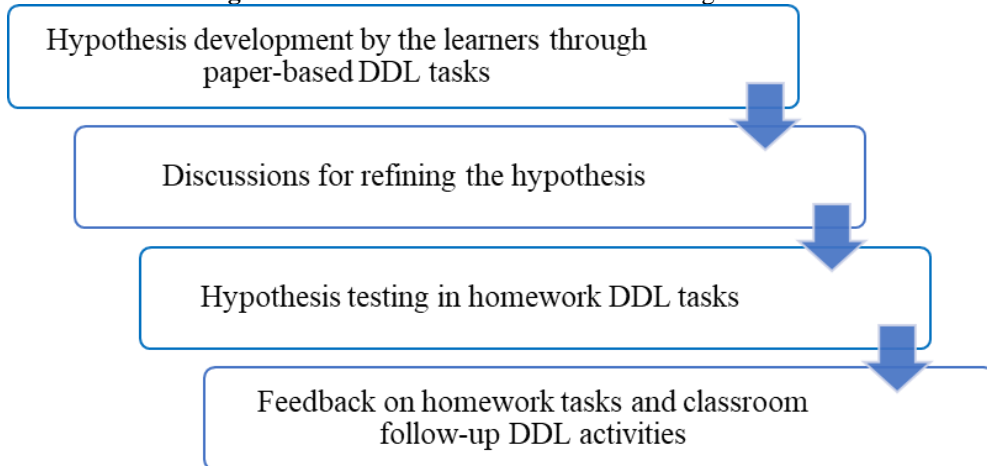 Hypothesis development by the learners through
paper-based DDL tasks
Discussions for refining the hypothesis
Hypothesis testing in homework DDL tasks
Feedback on homework tasks and classroom
follow-up DDL activities